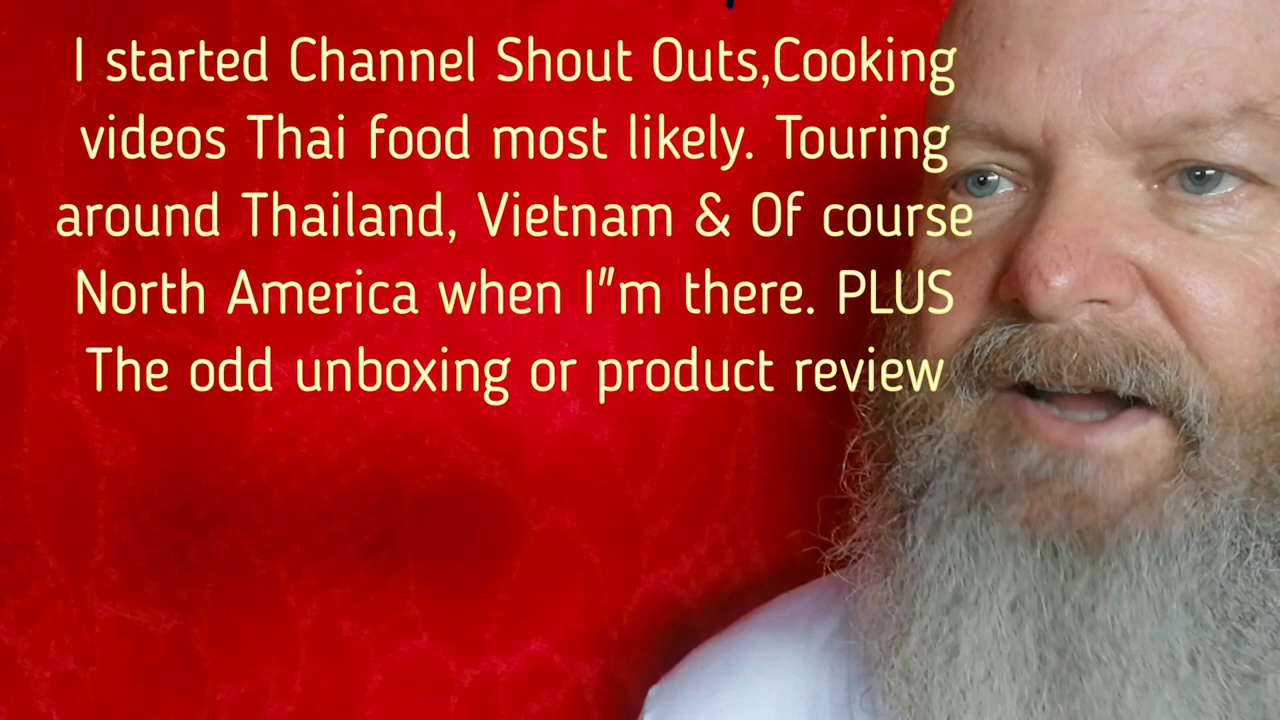 I started Channel Shout Outs,Cooking
videos Thai food most likely. Touring
around Thailand, Vietnam & Of course
North America when I"m there. PLUS
The odd unboxing or product review